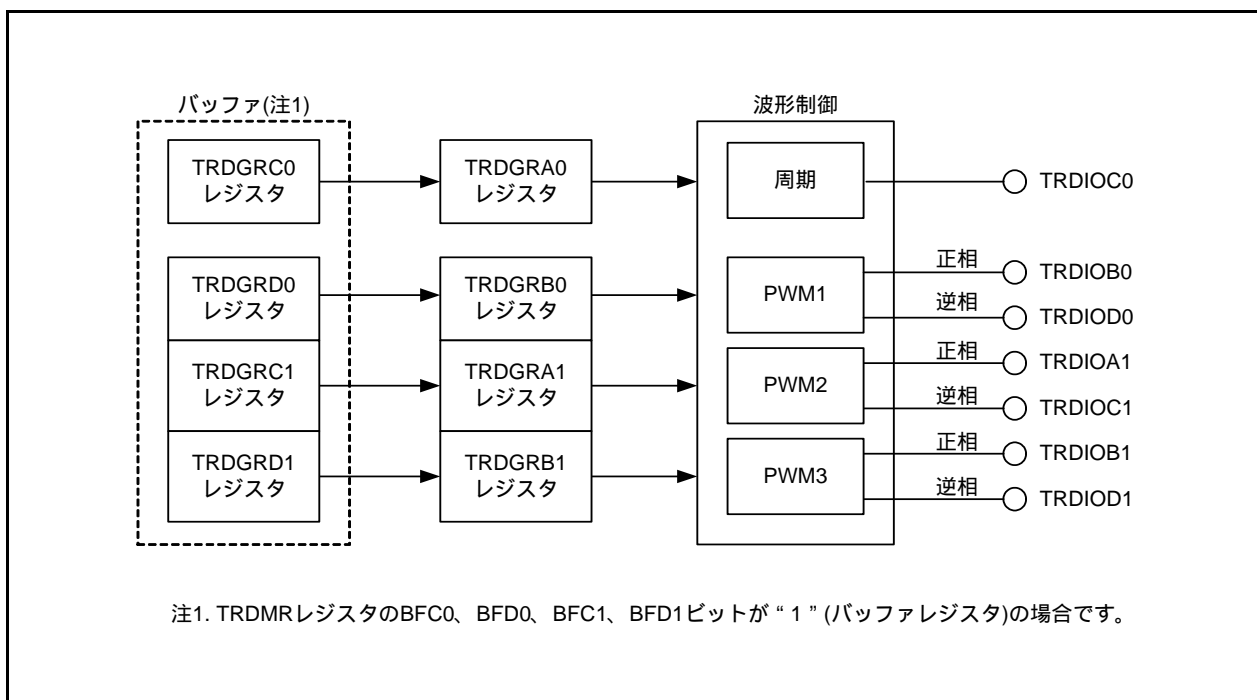 バッファ(注1)
波形制御
TRDGRC0
レジスタ
TRDGRA0
レジスタ
周期
TRDIOC0
TRDGRD0
レジスタ
TRDGRB0
レジスタ
PWM1
正相
TRDIOB0
逆相
TRDIOD0
TRDGRC1
レジスタ
TRDGRA1
レジスタ
PWM2
正相
TRDIOA1
逆相
TRDIOC1
TRDGRD1
レジスタ
TRDGRB1
レジスタ
PWM3
正相
TRDIOB1
逆相
TRDIOD1
注1. TRDMRレジスタのBFC0、BFD0、BFC1、BFD1ビットが “ 1 ” (バッファレジスタ)の場合です。